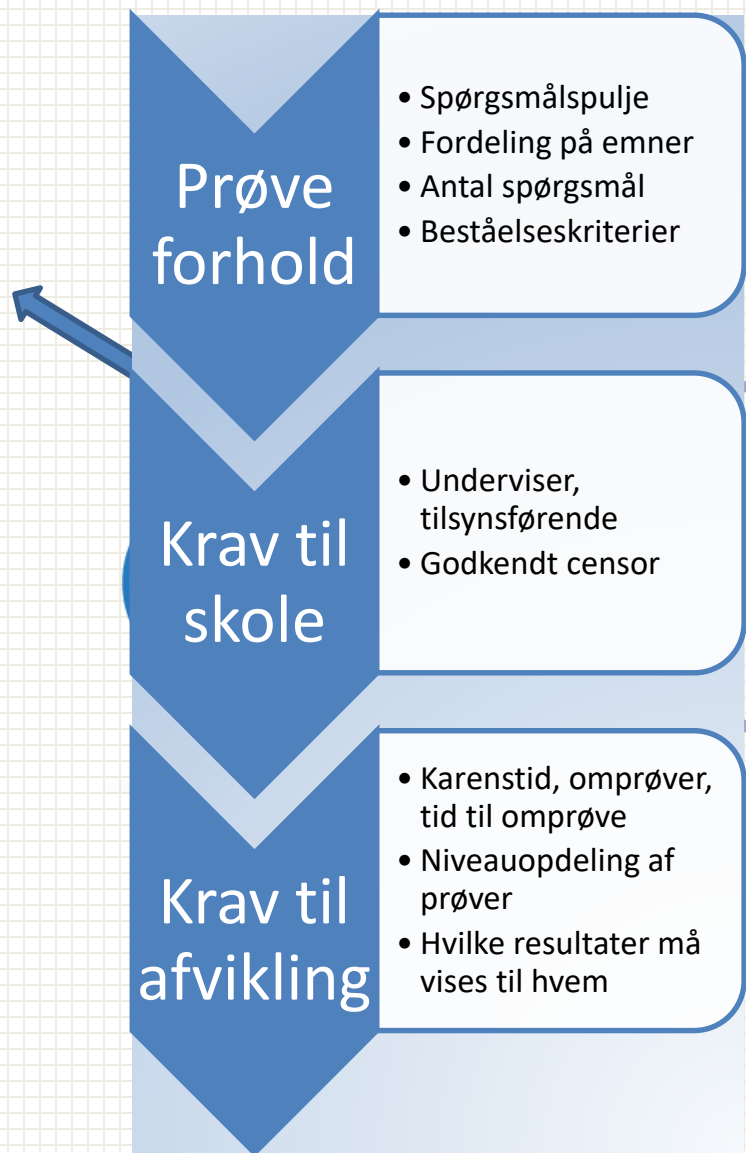 Prøve
forhold
• Spørgsmålspulje
• Fordeling på emner
• Antal spørgsmål
• Beståelseskriterier
Krav til
skole
• Underviser,
tilsynsførende
• Godkendt censor
Krav til
afvikling
• Karenstid, omprøver,
tid til omprøve
• Niveauopdeling af
prøver
• Hvilke resultater må
vises til hvem